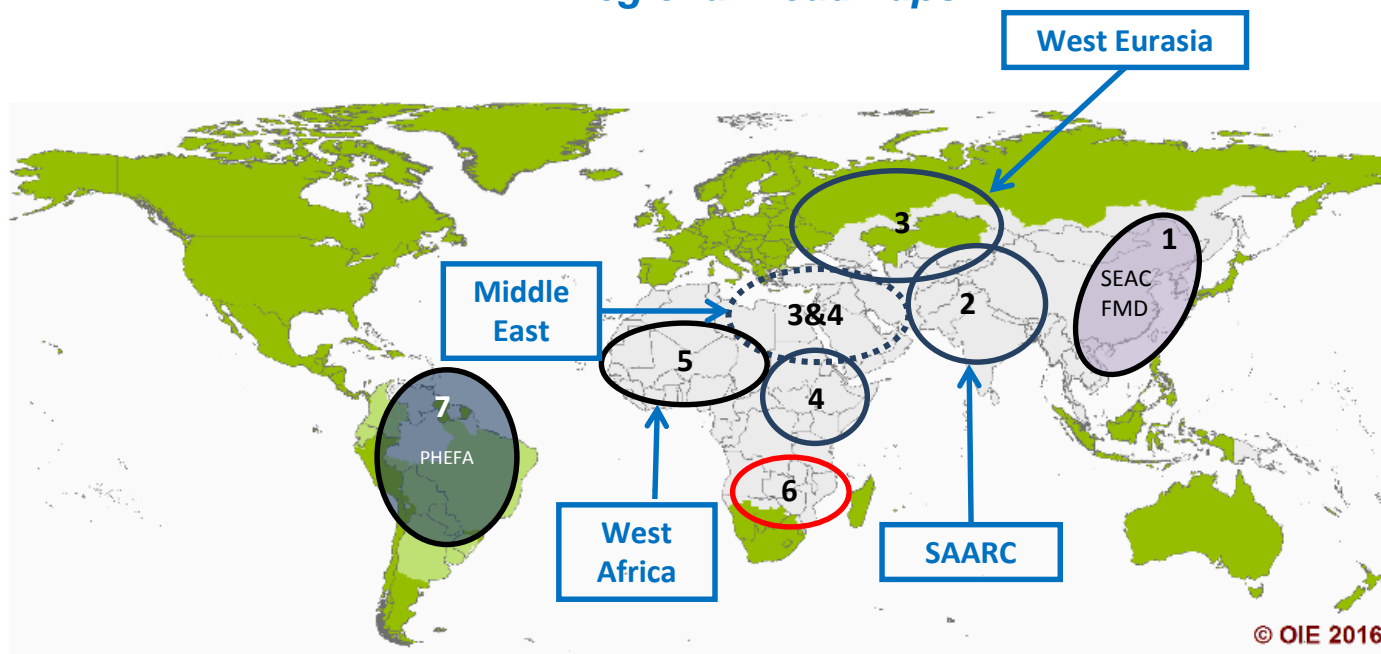 West Eurasia
3
1
SEAC
FMD
Middle
East
3&4
2
5
4
7
PHEFA
6
West
Africa
SAARC
© OIE 2016